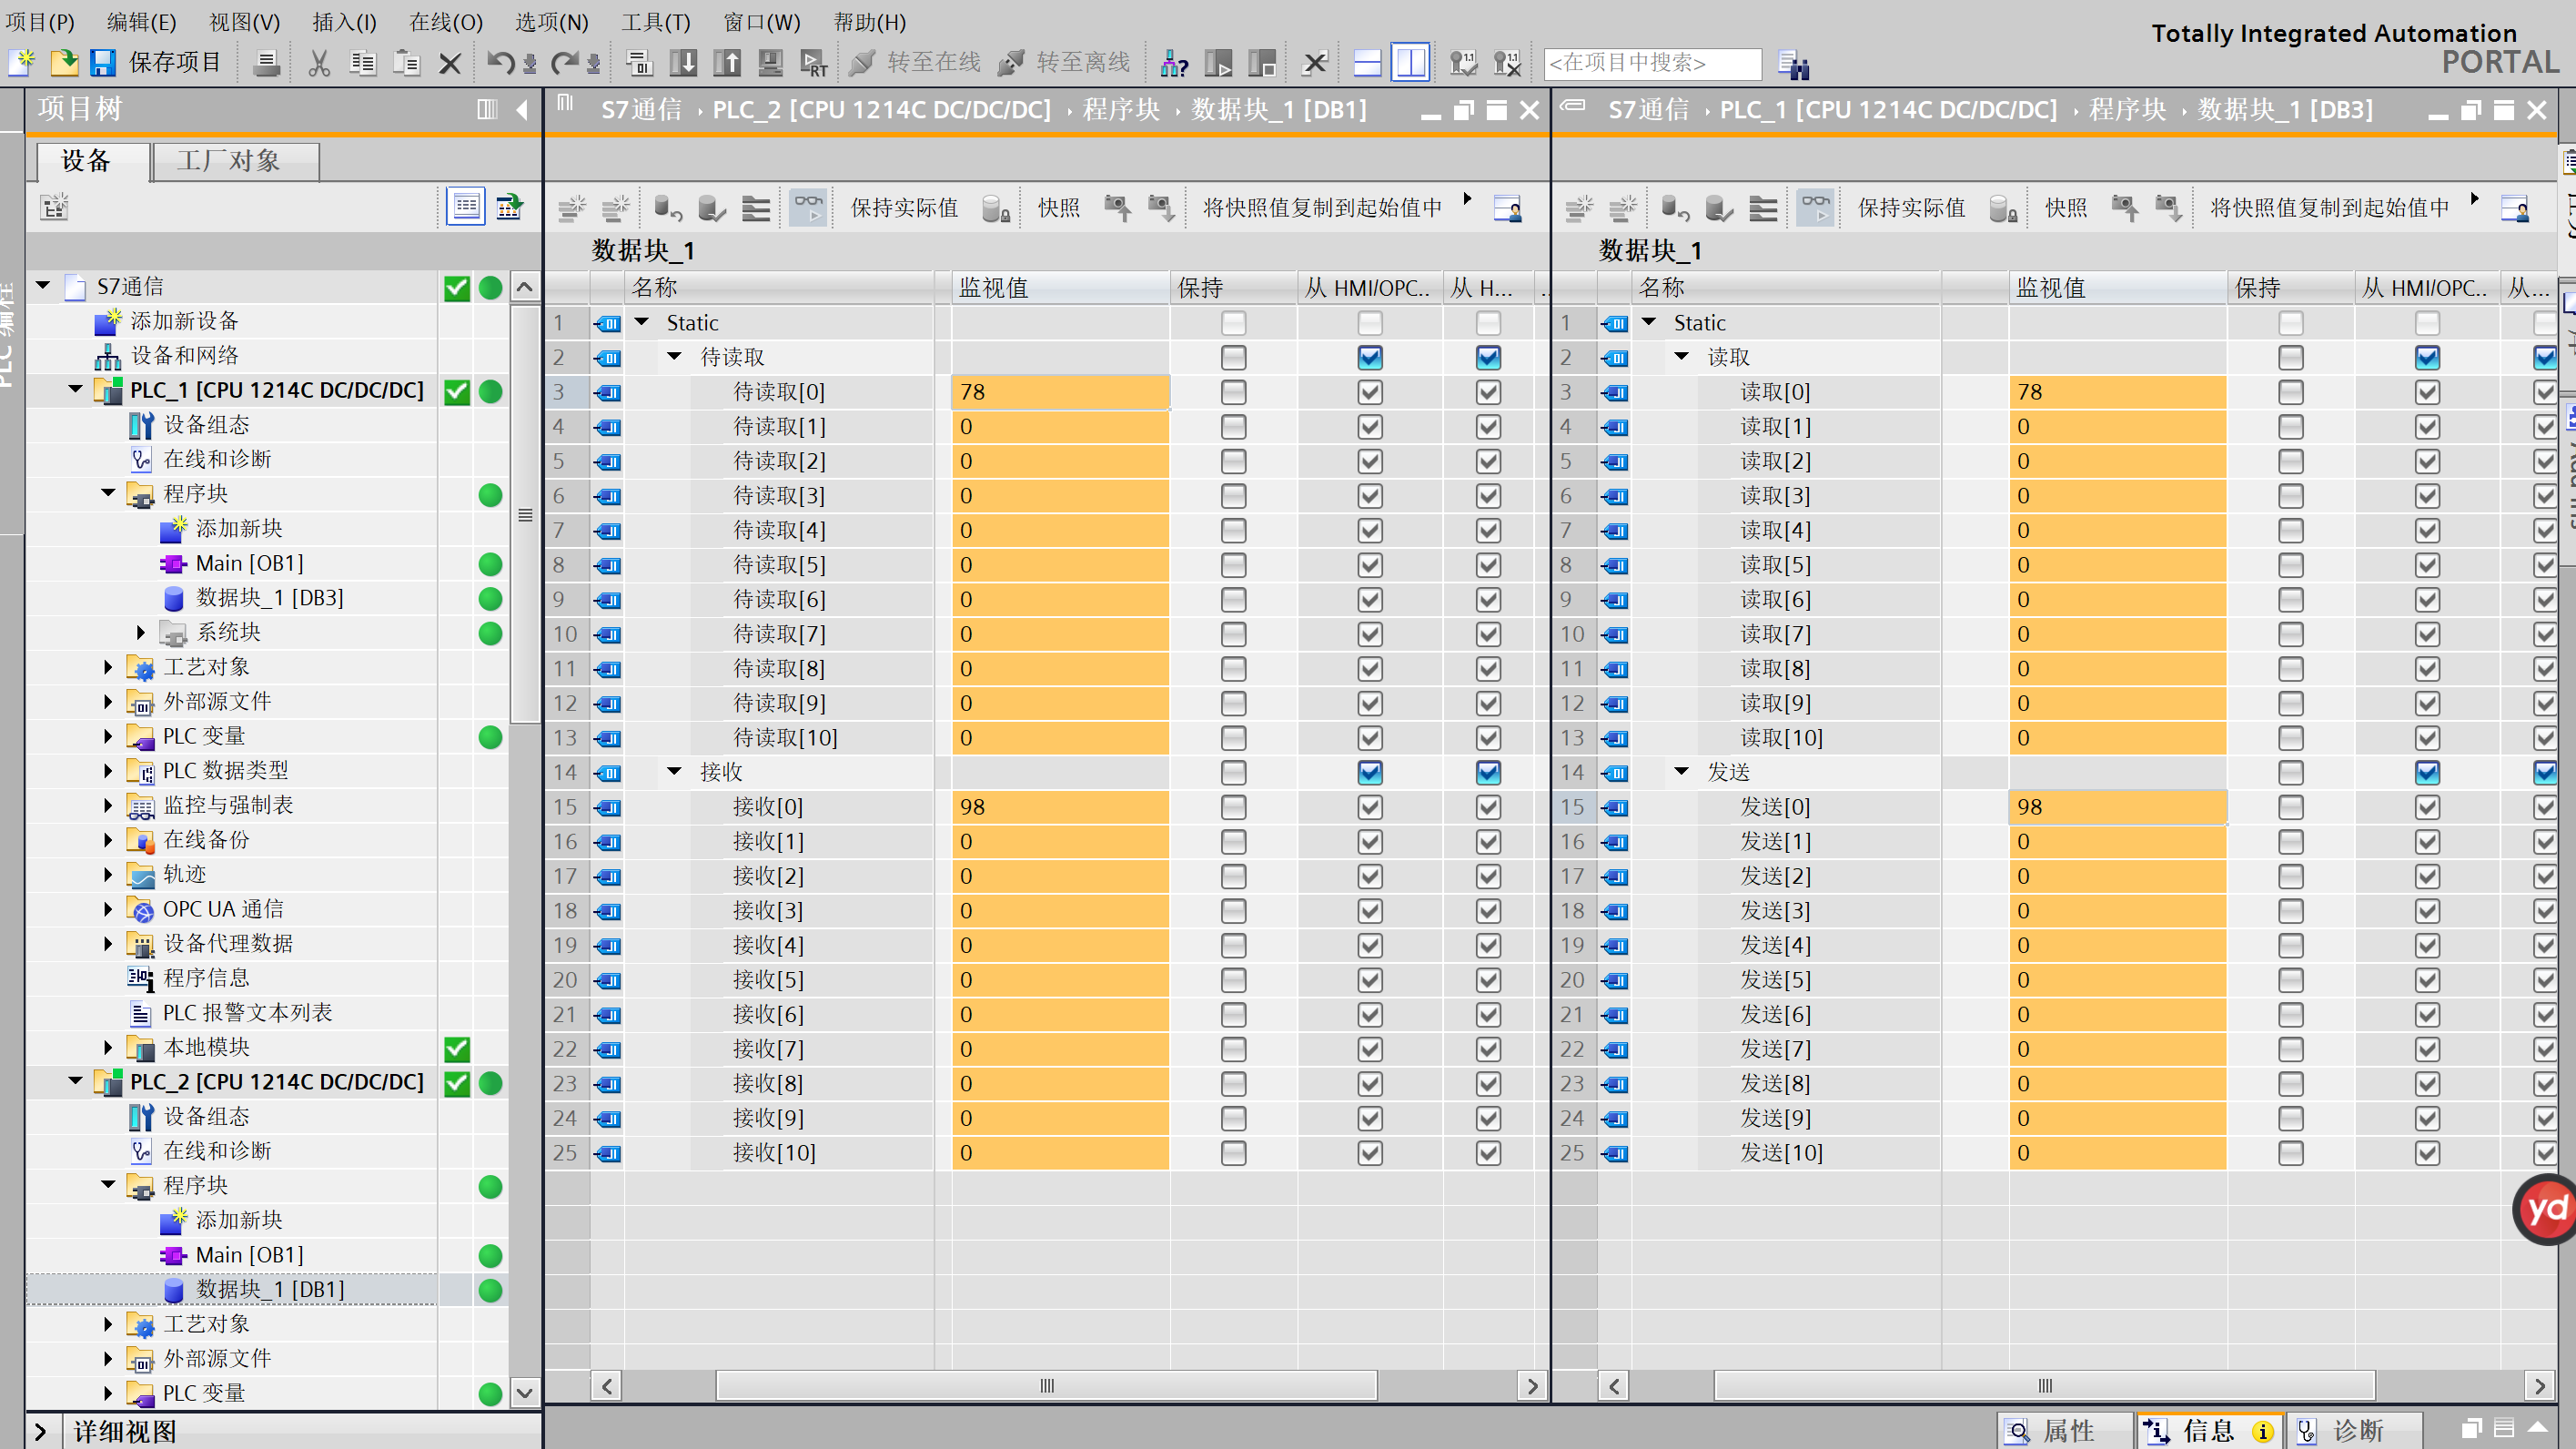 项目(P) 编辑(E) 视图(V) 插入(I) 在线(O) 选项(N) 工具(T) 窗口(W) 帮助(H)
Totally Integrated Automation
PORTAL
保存项目 转至在线 转至离线 <在项目中搜索>
项目树
设备 工厂对象
S7通信
添加新设备
设备和网络
PLC_1 [CPU 1214C DC/DC/DC]
设备组态
在线和诊断
程序块
添加新块
Main [OB1]
数据块_1 [DB3]
系统块
工艺对象
外部源文件
PLC 变量
PLC 数据类型
监控与强制表
在线备份
轨迹
OPC UA 通信
设备代理数据
程序信息
PLC 报警文本列表
本地模块
PLC_2 [CPU 1214C DC/DC/DC]
设备组态
在线和诊断
程序块
添加新块
Main [OB1]
数据块_1 [DB1]
工艺对象
外部源文件
PLC 变量
详细视图
S7通信 PLC_2 [CPU 1214C DC/DC/DC] 程序块 数据块_1 [DB1]
保持实际值 快照 将快照值复制到起始值中
数据块_1
名称 监视值 保持 从 HMI/OPC... 从 H... ...
1 Static
2 待读取
3 待读取[0] 78
4 待读取[1] 0
5 待读取[2] 0
6 待读取[3] 0
7 待读取[4] 0
8 待读取[5] 0
9 待读取[6] 0
10 待读取[7] 0
11 待读取[8] 0
12 待读取[9] 0
13 待读取[10] 0
14 接收
15 接收[0] 98
16 接收[1] 0
17 接收[2] 0
18 接收[3] 0
19 接收[4] 0
20 接收[5] 0
21 接收[6] 0
22 接收[7] 0
23 接收[8] 0
24 接收[9] 0
25 接收[10] 0
S7通信 PLC_1 [CPU 1214C DC/DC/DC] 程序块 数据块_1 [DB3]
保持实际值 快照 将快照值复制到起始值中
数据块_1
名称 监视值 保持 从 HMI/OPC... 从...
1 Static
2 读取
3 读取[0] 78
4 读取[1] 0
5 读取[2] 0
6 读取[3] 0
7 读取[4] 0
8 读取[5] 0
9 读取[6] 0
10 读取[7] 0
11 读取[8] 0
12 读取[9] 0
13 读取[10] 0
14 发送
15 发送[0] 98
16 发送[1] 0
17 发送[2] 0
18 发送[3] 0
19 发送[4] 0
20 发送[5] 0
21 发送[6] 0
22 发送[7] 0
23 发送[8] 0
24 发送[9] 0
25 发送[10] 0
yd
属性 信息 诊断